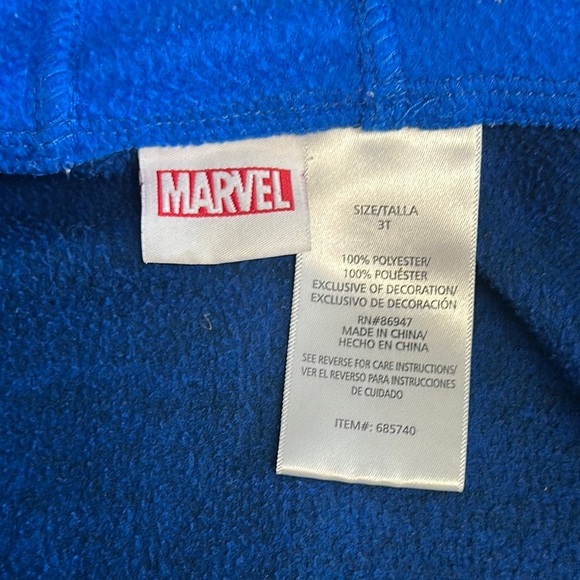 MARVEL
SIZE/TALLA
3T
100% POLYESTER/
100% POLIÉSTER
EXCLUSIVE OF DECORATION/
EXCLUSIVO DE DECORACIÓN
RN#86947
MADE IN CHINA/
HECHO EN CHINA
SEE REVERSE FOR CARE INSTRUCTIONS/
VER EL REVERSO PARA INSTRUCCIONES
DE CUIDADO
ITEM#: 685740